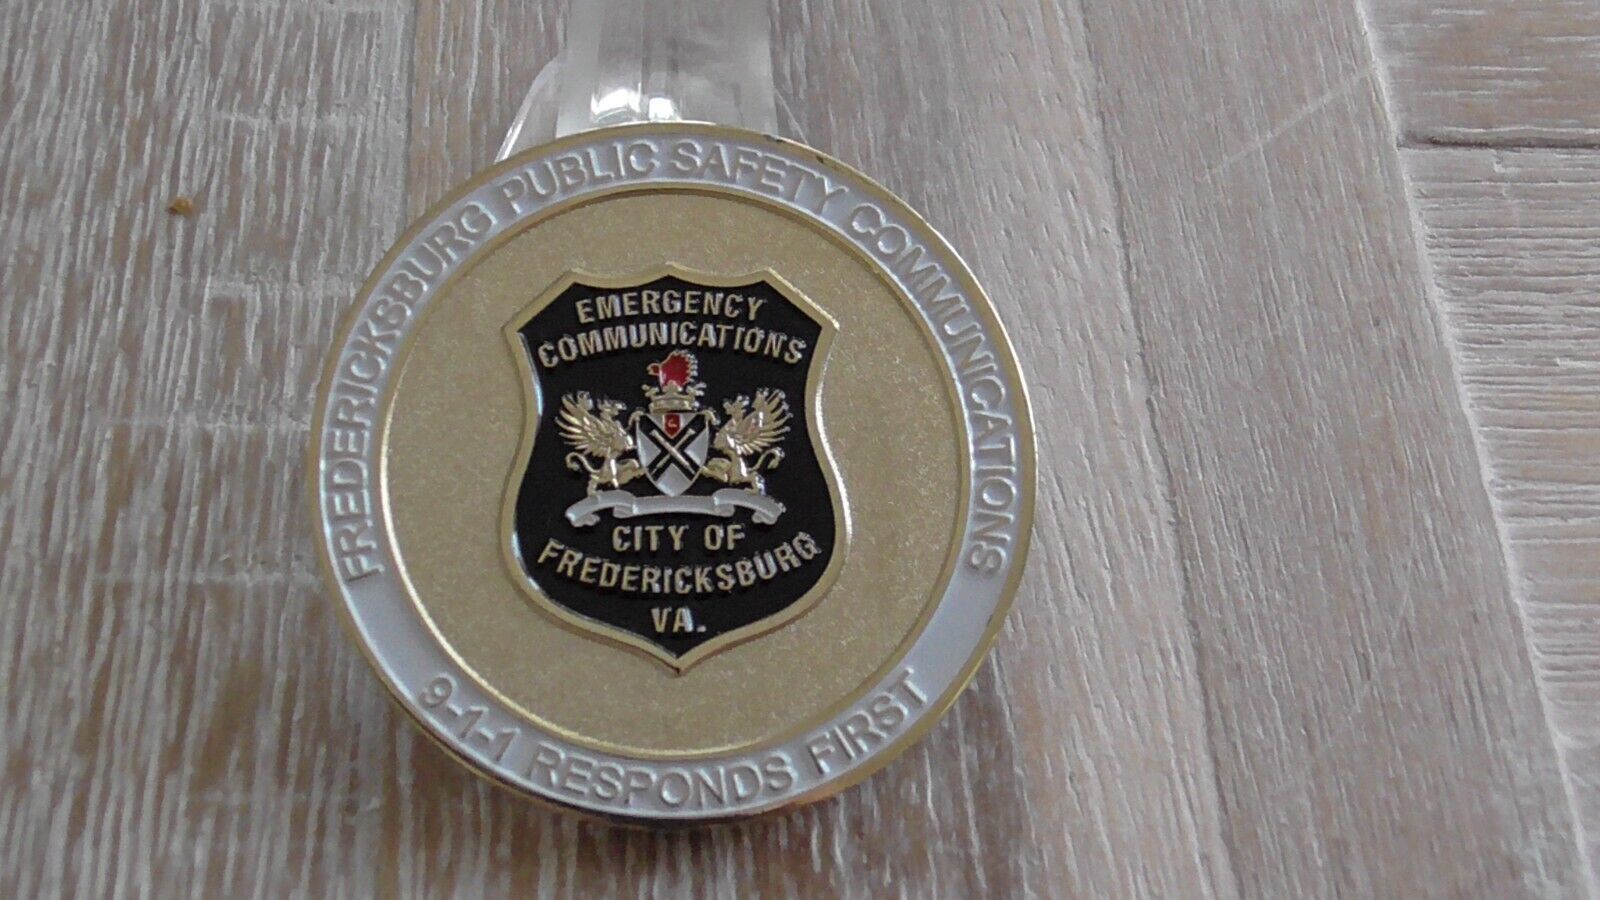 FREDERICKSBURG PUBLIC SAFETY COMMUNICATIONS
EMERGENCY
COMMUNICATIONS
CITY OF
FREDERICKSBURG
VA.
9-1-1 RESPONDS FIRST